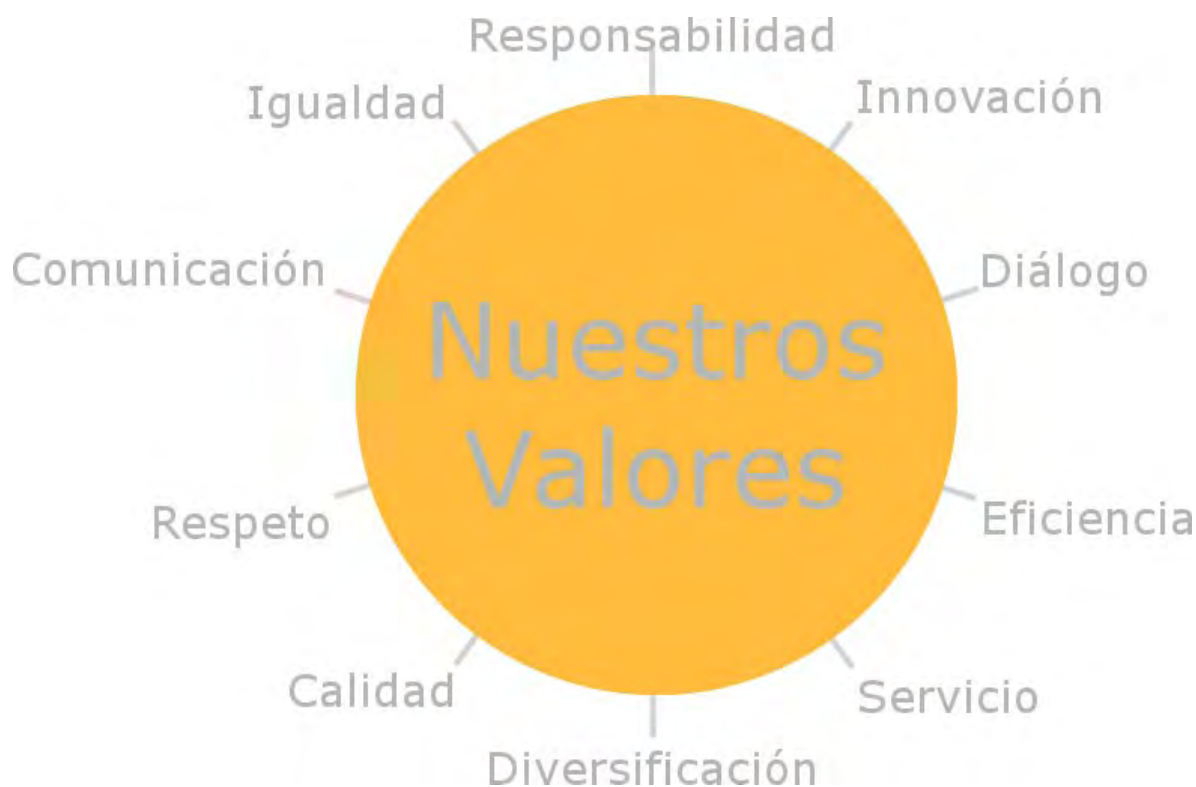 Responsabilidad
Innovación
Diálogo
Eficiencia
Servicio
Diversificación
Calidad
Respeto
Comunicación
Igualdad
Nuestros
Valores